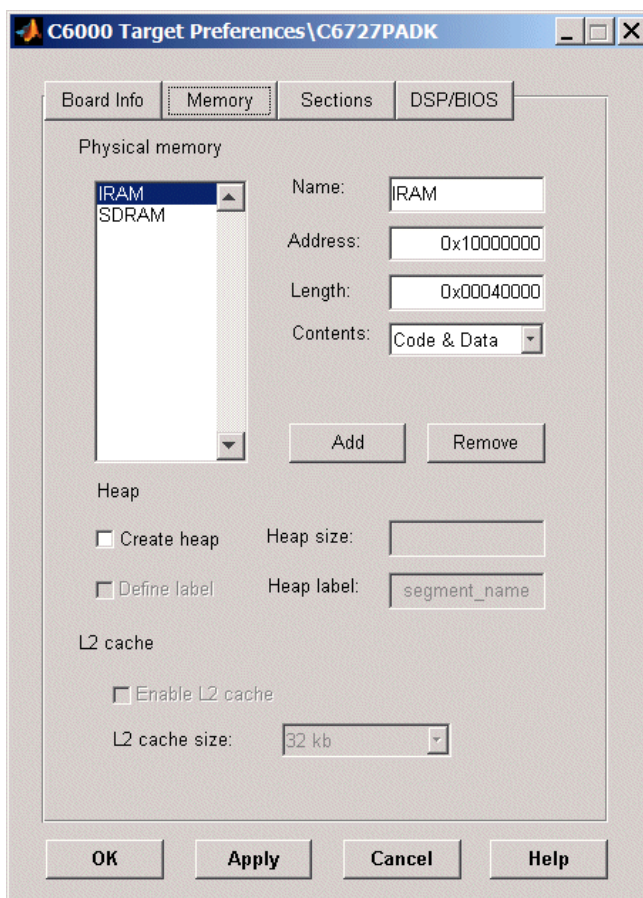 C6000 Target Preferences\C6727PADK
Board Info Memory Sections DSP/BIOS
Physical memory
IRAM
SDRAM
Name: IRAM
Address: 0x10000000
Length: 0x00040000
Contents: Code & Data
Add Remove
Heap
Create heap Heap size:
Define label Heap label: segment_name
L2 cache
Enable L2 cache
L2 cache size: 32 kb
OK Apply Cancel Help